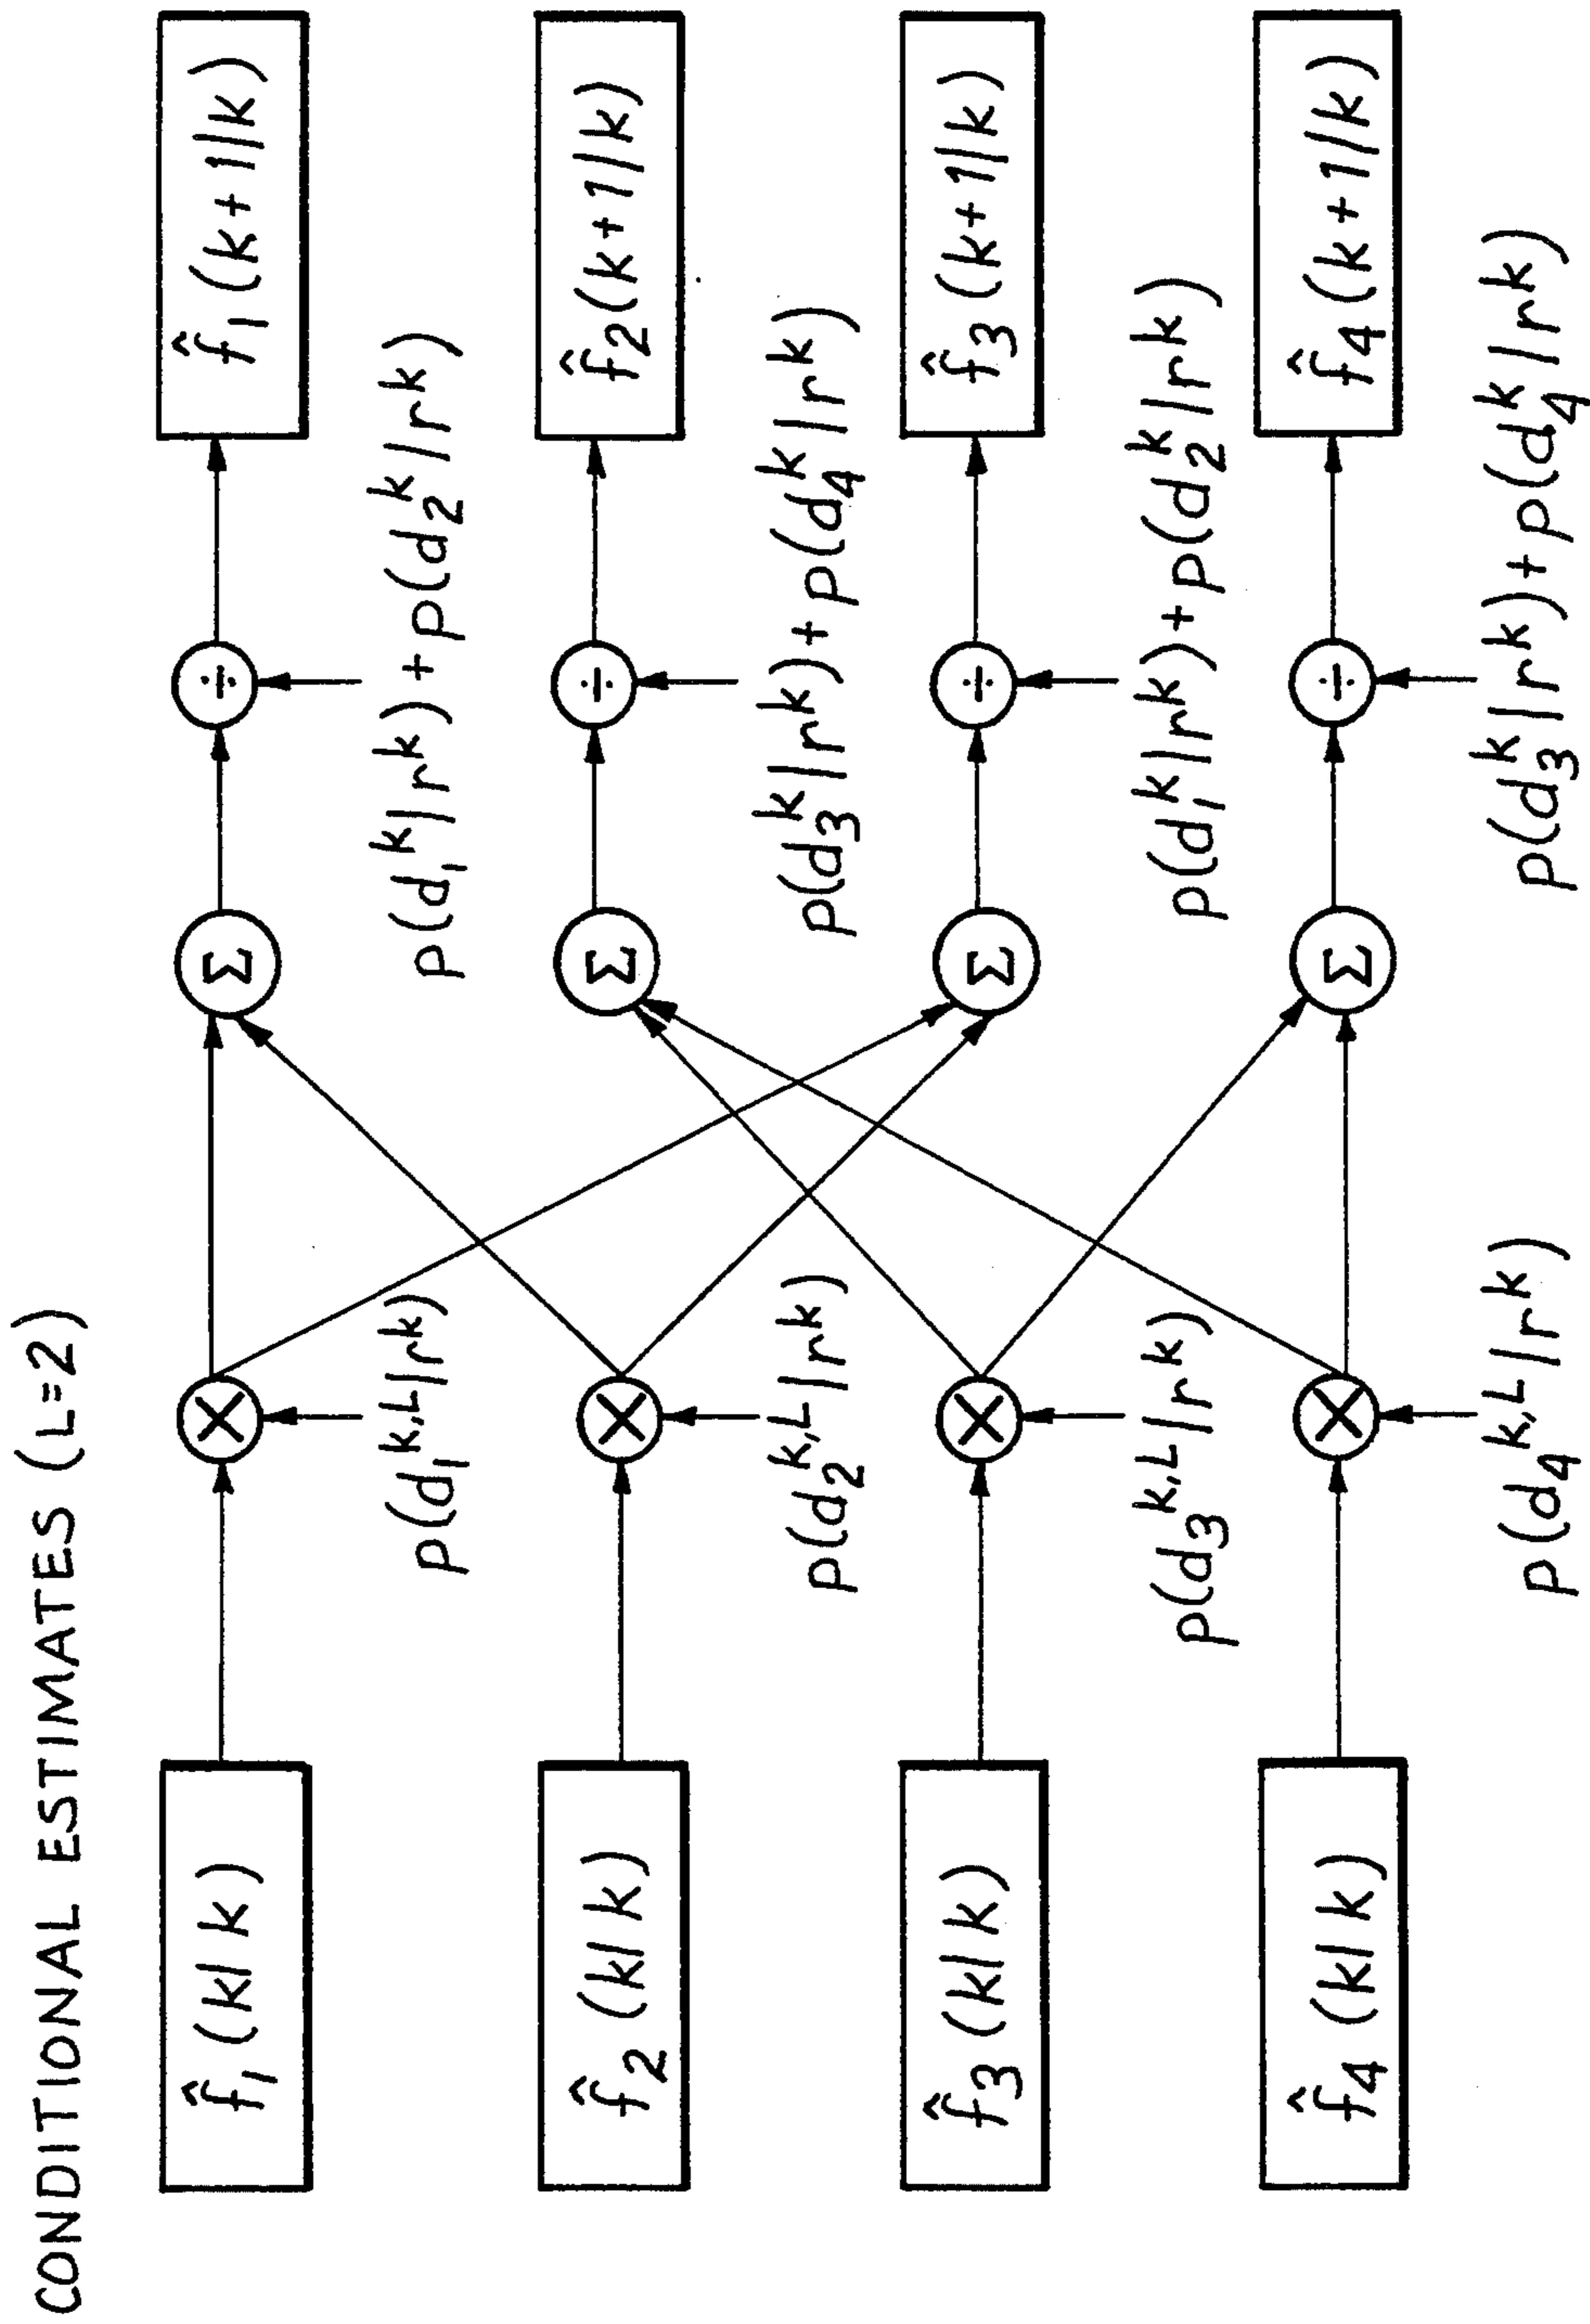 CONDITIONAL ESTIMATES (L=2)
f̂₁(k|k)
×
p(d₁^{k,L}|r^k)
Σ
÷
p(d₁^k|r^k)+p(d₂^k|r^k)
f̂₁(k+1|k)
f̂₂(k|k)
×
p(d₂^{k,L}|r^k)
Σ
÷
p(d₃^k|r^k)+p(d₄^k|r^k)
f̂₂(k+1|k)
f̂₃(k|k)
×
p(d₃^{k,L}|r^k)
Σ
÷
p(d₁^k|r^k)+p(d₂^k|r^k)
f̂₃(k+1|k)
f̂₄(k|k)
×
p(d₄^{k,L}|r^k)
Σ
÷
p(d₃^k|r^k)+p(d₄^k|r^k)
f̂₄(k+1|k)